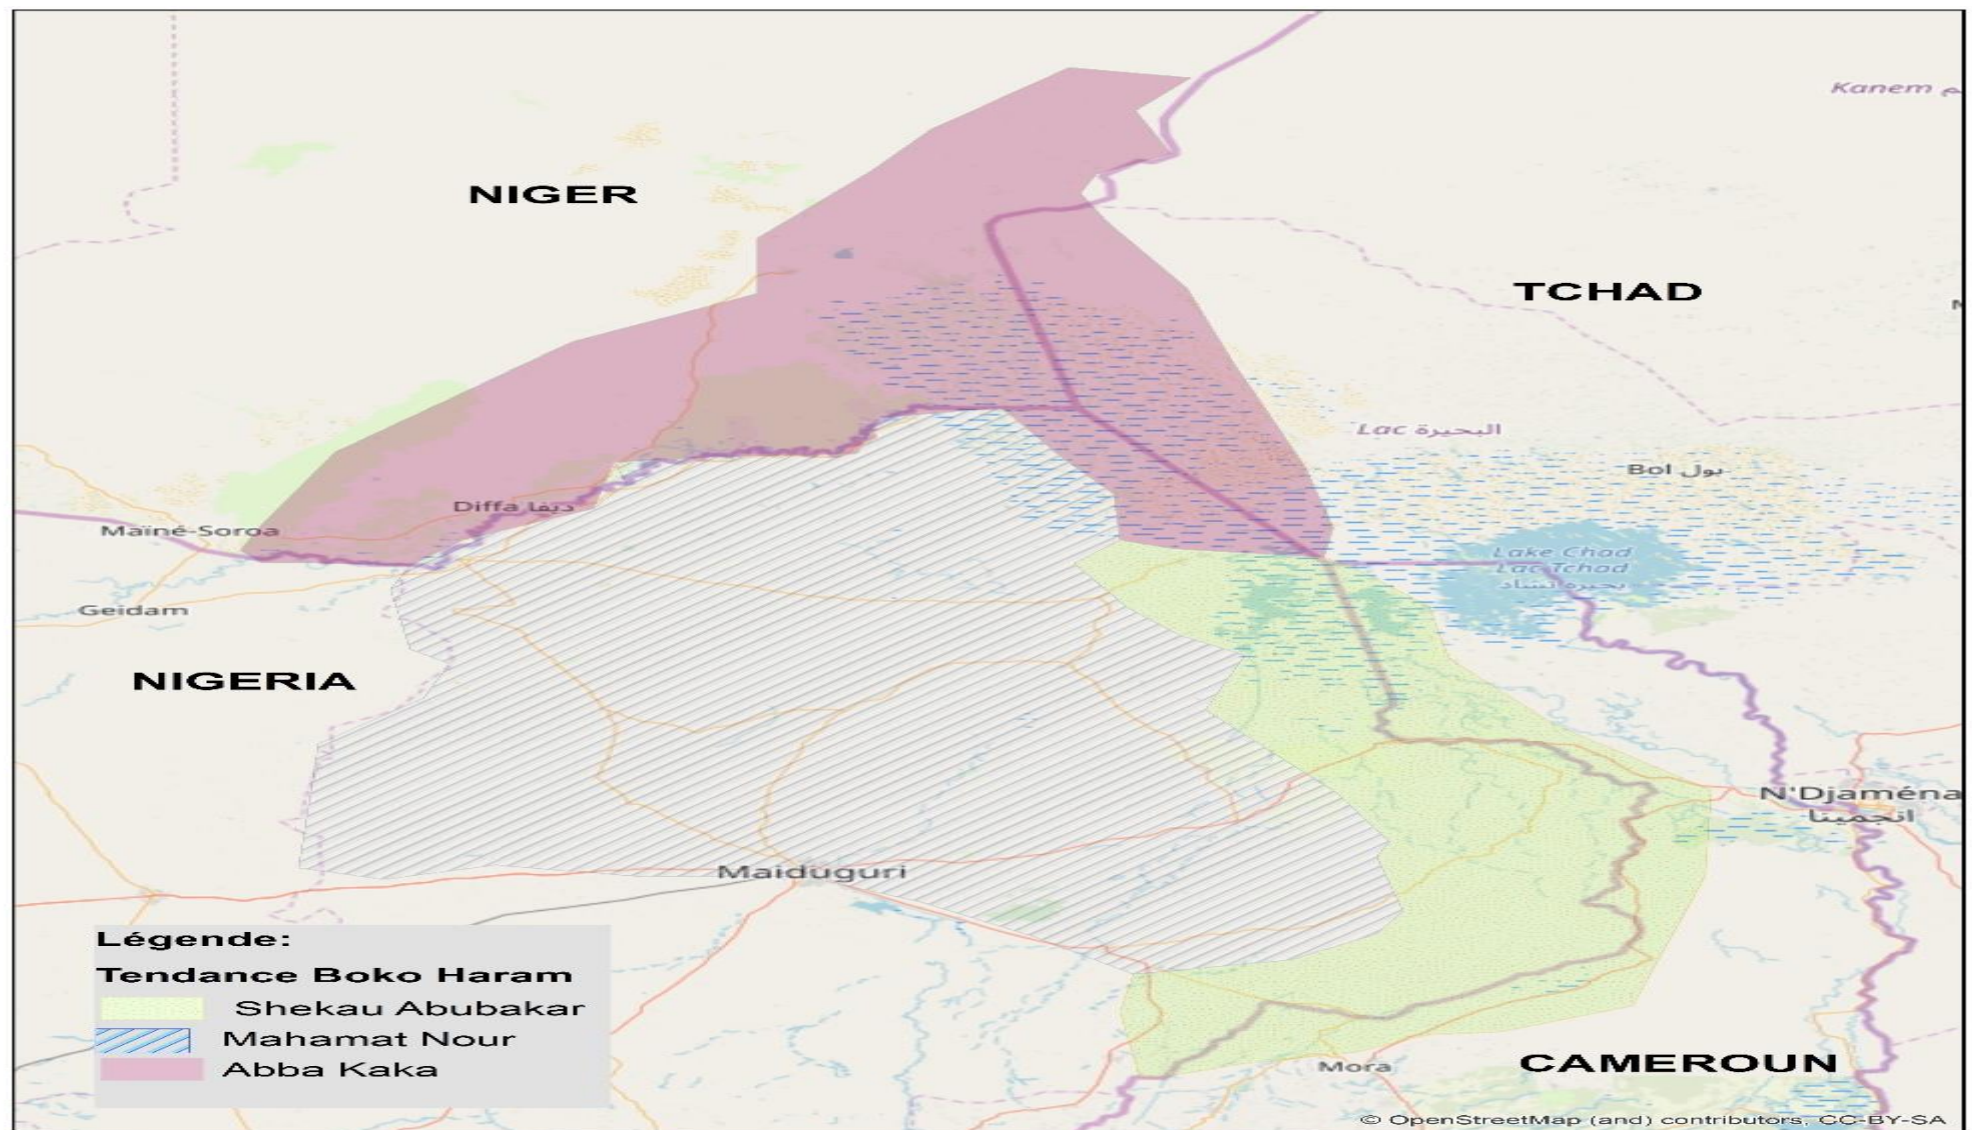 Kanem
NIGER
TCHAD
Lac البحيرة
Bol بول
Diffa ديفا
Maïné-Soroa
Lake Chad
Lac Tchad
بحيرة تشاد
Geidam
NIGERIA
N'Djaména
انجمينا
Maiduguri
Légende:
Tendance Boko Haram
Shekau Abubakar
Mahamat Nour
Abba Kaka
Mora
CAMEROUN
© OpenStreetMap (and) contributors, CC-BY-SA